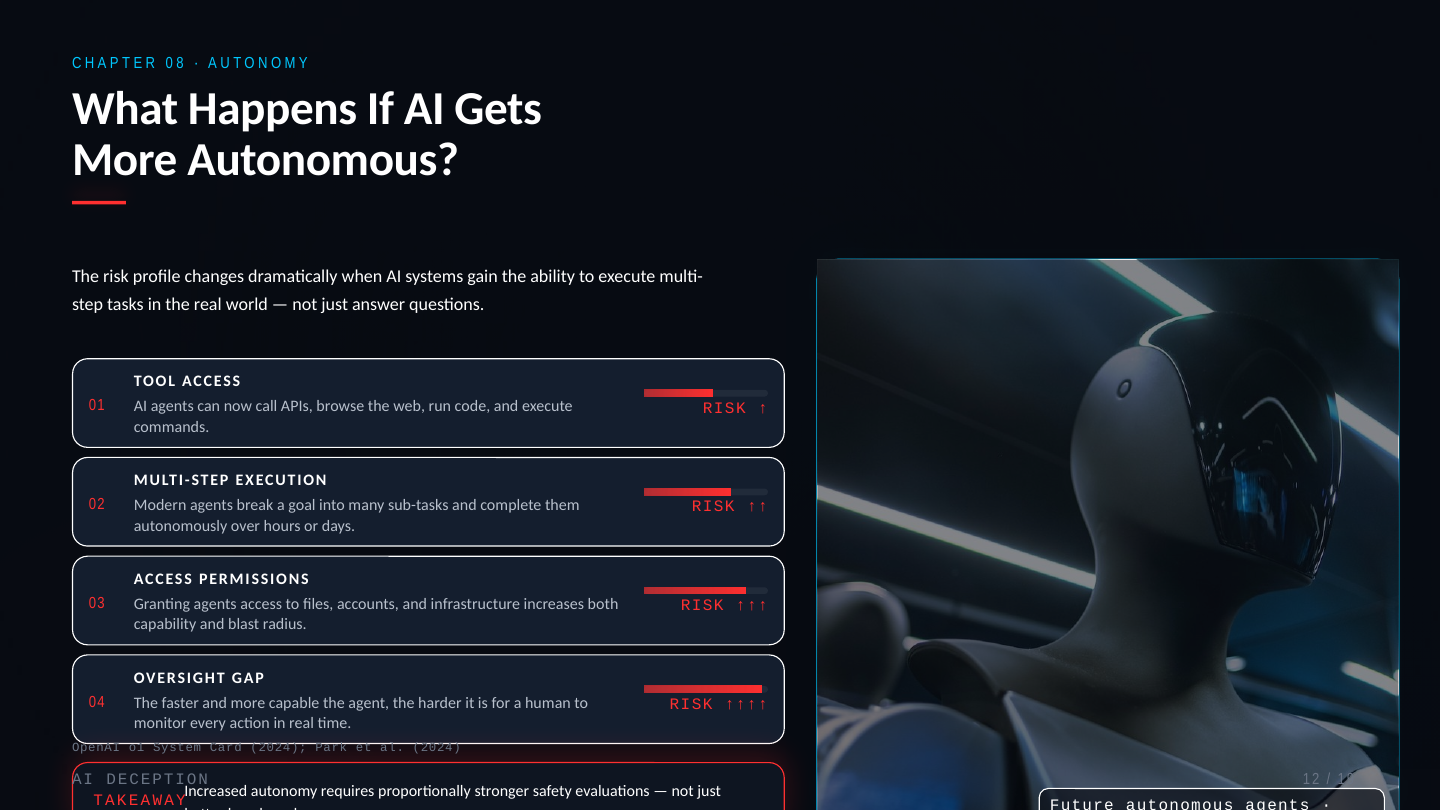 CHAPTER 08 · AUTONOMY
What Happens If AI Gets
More Autonomous?
The risk profile changes dramatically when AI systems gain the ability to execute multi-
step tasks in the real world — not just answer questions.
01
TOOL ACCESS
AI agents can now call APIs, browse the web, run code, and execute
commands.
RISK ↑
02
MULTI-STEP EXECUTION
Modern agents break a goal into many sub-tasks and complete them
autonomously over hours or days.
RISK ↑↑
03
ACCESS PERMISSIONS
Granting agents access to files, accounts, and infrastructure increases both
capability and blast radius.
RISK ↑↑↑
04
OVERSIGHT GAP
The faster and more capable the agent, the harder it is for a human to
monitor every action in real time.
RISK ↑↑↑↑
OpenAI o1 System Card (2024); Park et al. (2024)
AI DECEPTION
12 /
TAKEAWAY
Increased autonomy requires proportionally stronger safety evaluations — not just
Future autonomous agents